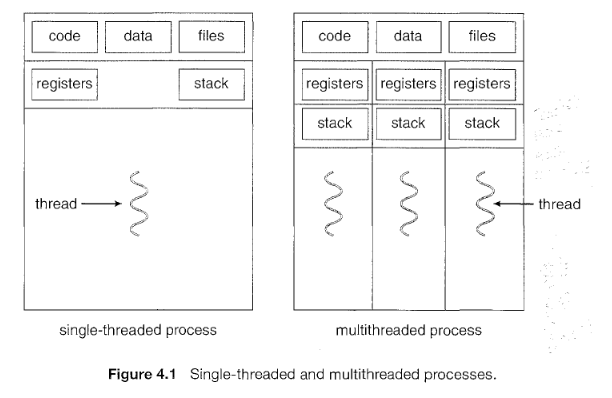 code data files code data files
registers stack registers registers registers
stack stack stack
thread thread
single-threaded process multithreaded process
Figure 4.1 Single-threaded and multithreaded processes.